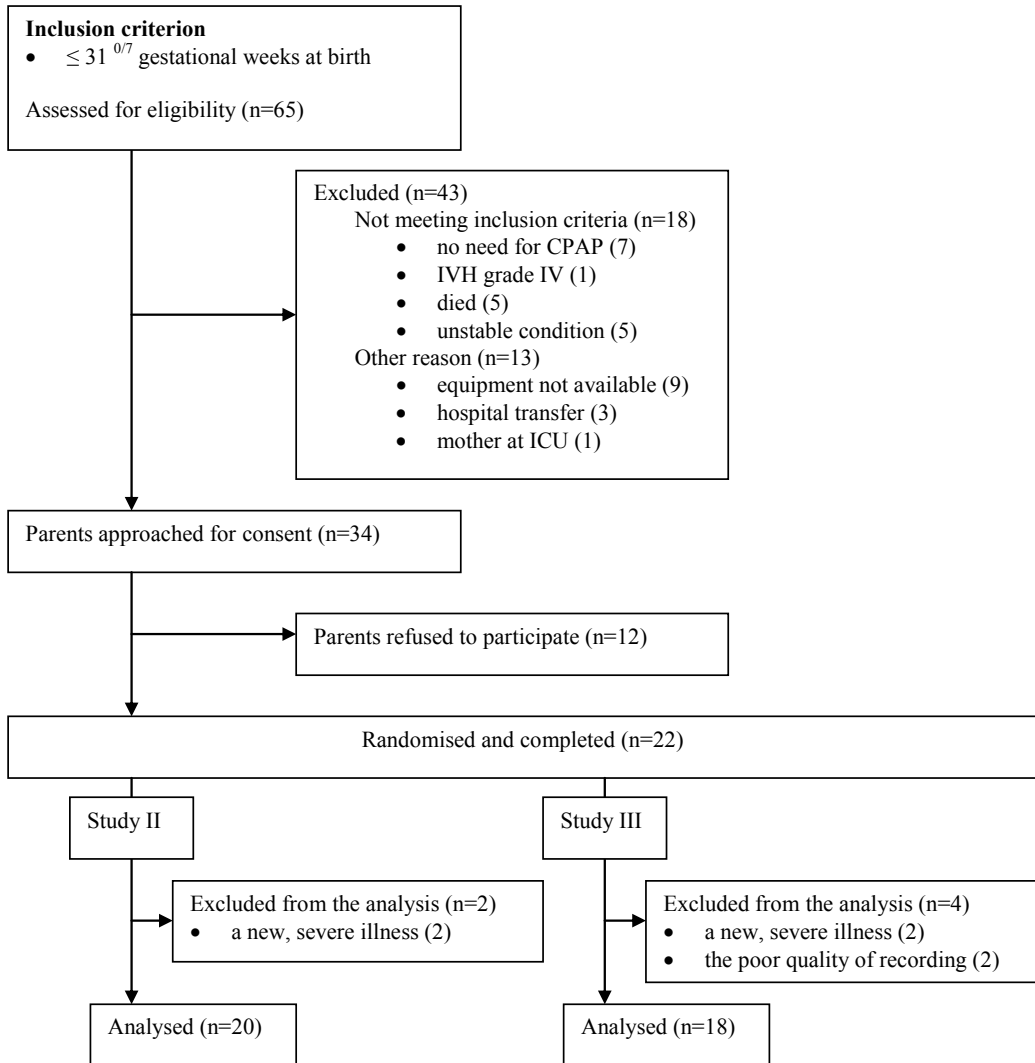 Inclusion criterion
• ≤ 31 0/7 gestational weeks at birth
Assessed for eligibility (n=65)
Excluded (n=43)
Not meeting inclusion criteria (n=18)
• no need for CPAP (7)
• IVH grade IV (1)
• died (5)
• unstable condition (5)
Other reason (n=13)
• equipment not available (9)
• hospital transfer (3)
• mother at ICU (1)
Parents approached for consent (n=34)
Parents refused to participate (n=12)
Randomised and completed (n=22)
Study II
Study III
Excluded from the analysis (n=2)
• a new, severe illness (2)
Excluded from the analysis (n=4)
• a new, severe illness (2)
• the poor quality of recording (2)
Analysed (n=20)
Analysed (n=18)